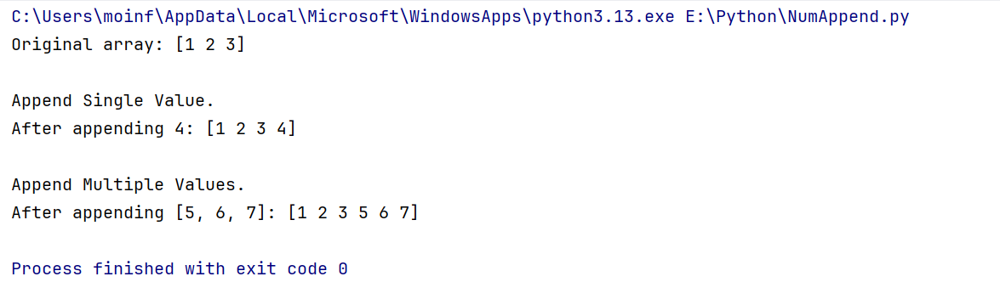 C:\Users\moinf\AppData\Local\Microsoft\WindowsApps\python3.13.exe E:\Python\NumAppend.py
Original array: [1 2 3]
Append Single Value.
After appending 4: [1 2 3 4]
Append Multiple Values.
After appending [5, 6, 7]: [1 2 3 5 6 7]
Process finished with exit code 0